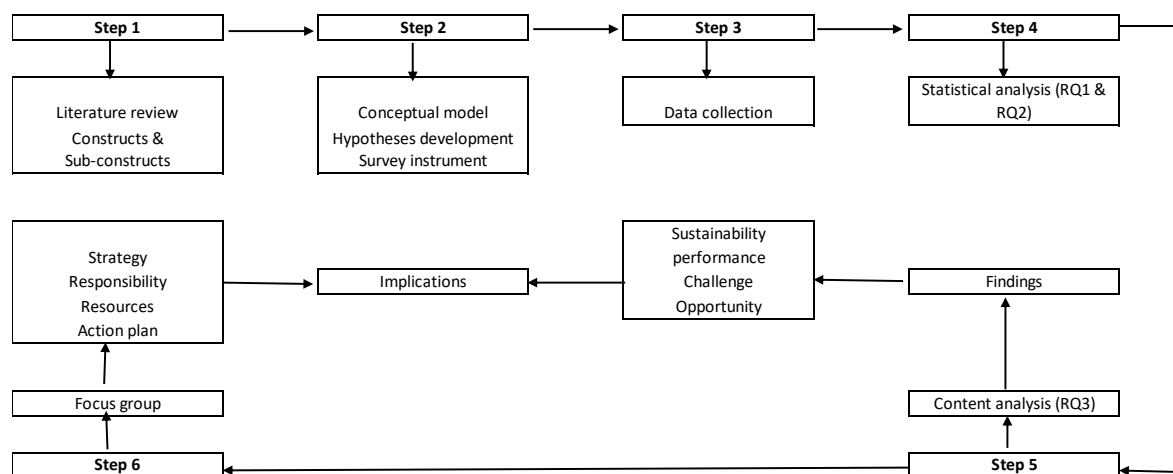 Step 1
Step 2
Step 3
Step 4
Literature review
Constructs &
Sub-constructs
Conceptual model
Hypotheses development
Survey instrument
Data collection
Statistical analysis (RQ1 &
RQ2)
Strategy
Responsibility
Resources
Action plan
Implications
Sustainability
performance
Challenge
Opportunity
Findings
Focus group
Content analysis (RQ3)
Step 6
Step 5